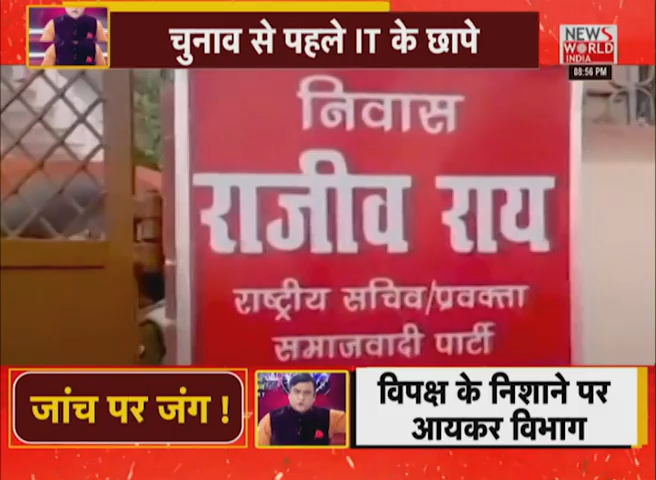 चुनाव से पहले IT के छापे
NEWS
WORLD
INDIA
08:56 PM
निवास
राजीव राय
राष्ट्रीय सचिव/प्रवक्ता
समाजवादी पार्टी
जांच पर जंग !
विपक्ष के निशाने पर
आयकर विभाग